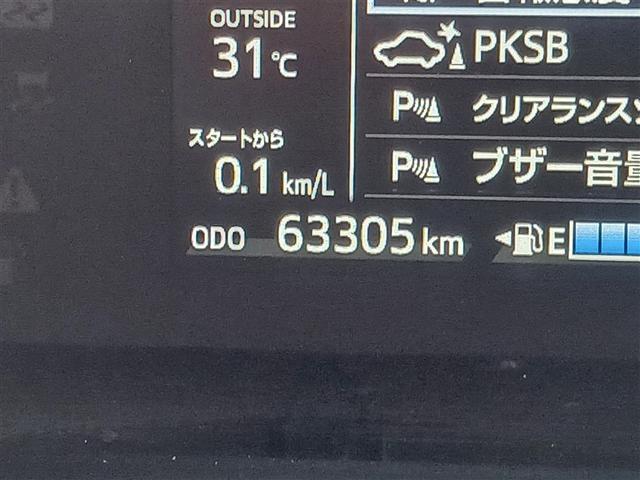 OUTSIDE
31℃
スタートから
0.1 km/L
ODO 63305 km
PKSB
クリアランス
ブザー音量
E